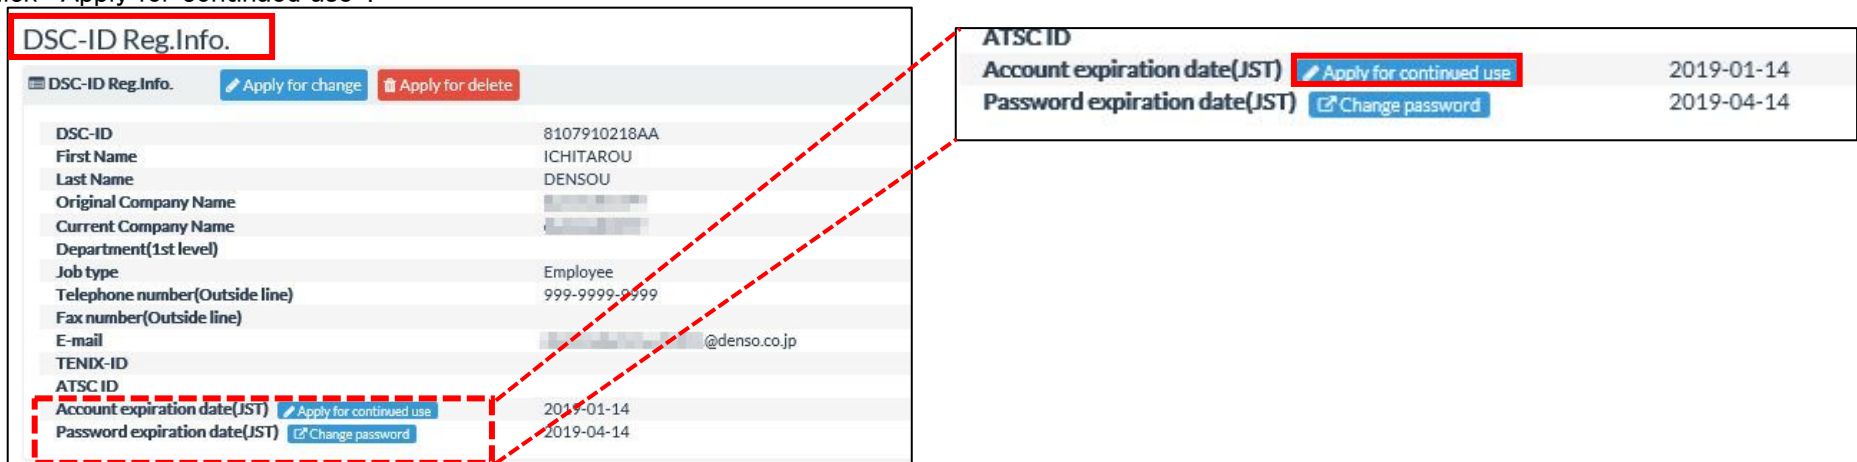 click "Apply for continued use".
DSC-ID Reg.Info.
DSC-ID Reg.Info. Apply for change Apply for delete
DSC-ID 8107910218AA
First Name ICHITAROU
Last Name DENSOU
Original Company Name
Current Company Name
Department(1st level)
Job type Employee
Telephone number(Outside line) 999-9999-9999
Fax number(Outside line)
E-mail @denso.co.jp
TENIX-ID
ATSC ID
Account expiration date(JST) Apply for continued use 2019-01-14
Password expiration date(JST) Change password 2019-04-14
ATSC ID
Account expiration date(JST) Apply for continued use 2019-01-14
Password expiration date(JST) Change password 2019-04-14